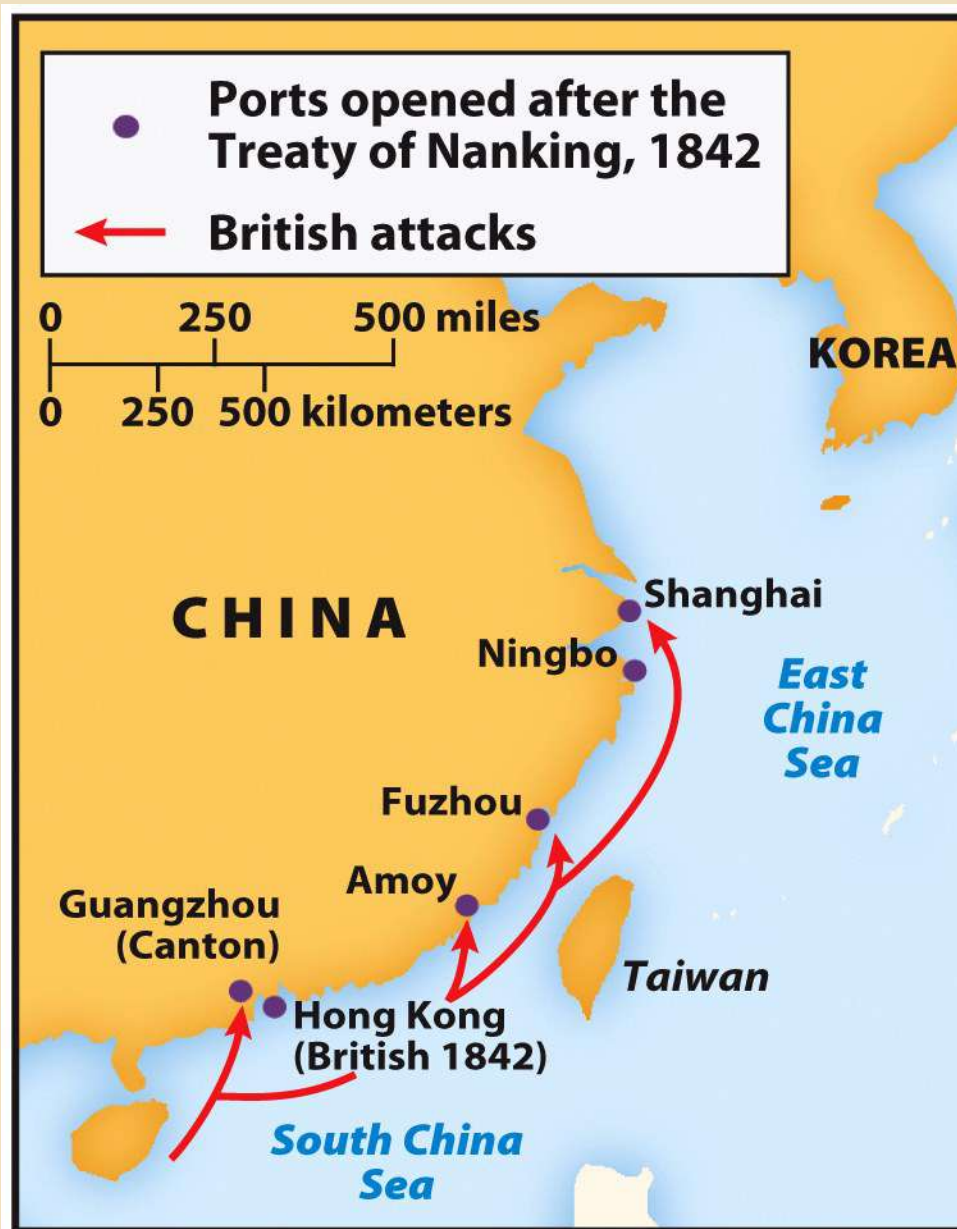 Ports opened after the
Treaty of Nanking, 1842
British attacks
0 250 500 miles
0 250 500 kilometers
KOREA
CHINA
Shanghai
Ningbo
East
China
Sea
Fuzhou
Amoy
Guangzhou
(Canton)
Taiwan
Hong Kong
(British 1842)
South China
Sea